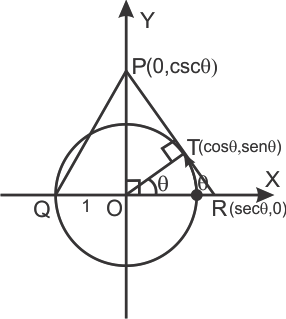 Y
P(0,cscθ)
T(cosθ,senθ)
θ θ
X
Q 1 O R(secθ,0)